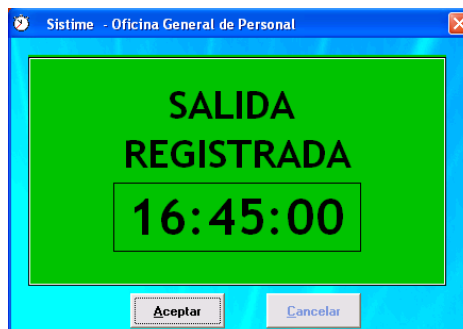 Sistime - Oficina General de Personal
SALIDA
REGISTRADA
16:45:00
Aceptar
Cancelar